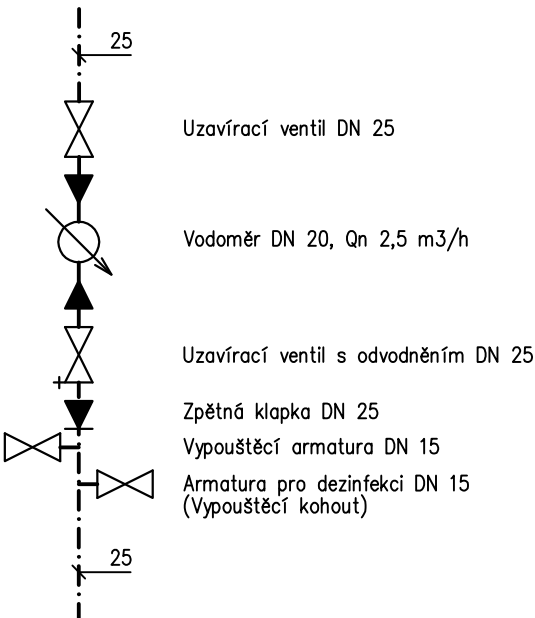 25
Uzavírací ventil DN 25
Vodoměr DN 20, Qn 2,5 m3/h
Uzavírací ventil s odvodněním DN 25
Zpětná klapka DN 25
Vypouštěcí armatura DN 15
Armatura pro dezinfekci DN 15
(Vypouštěcí kohout)
25